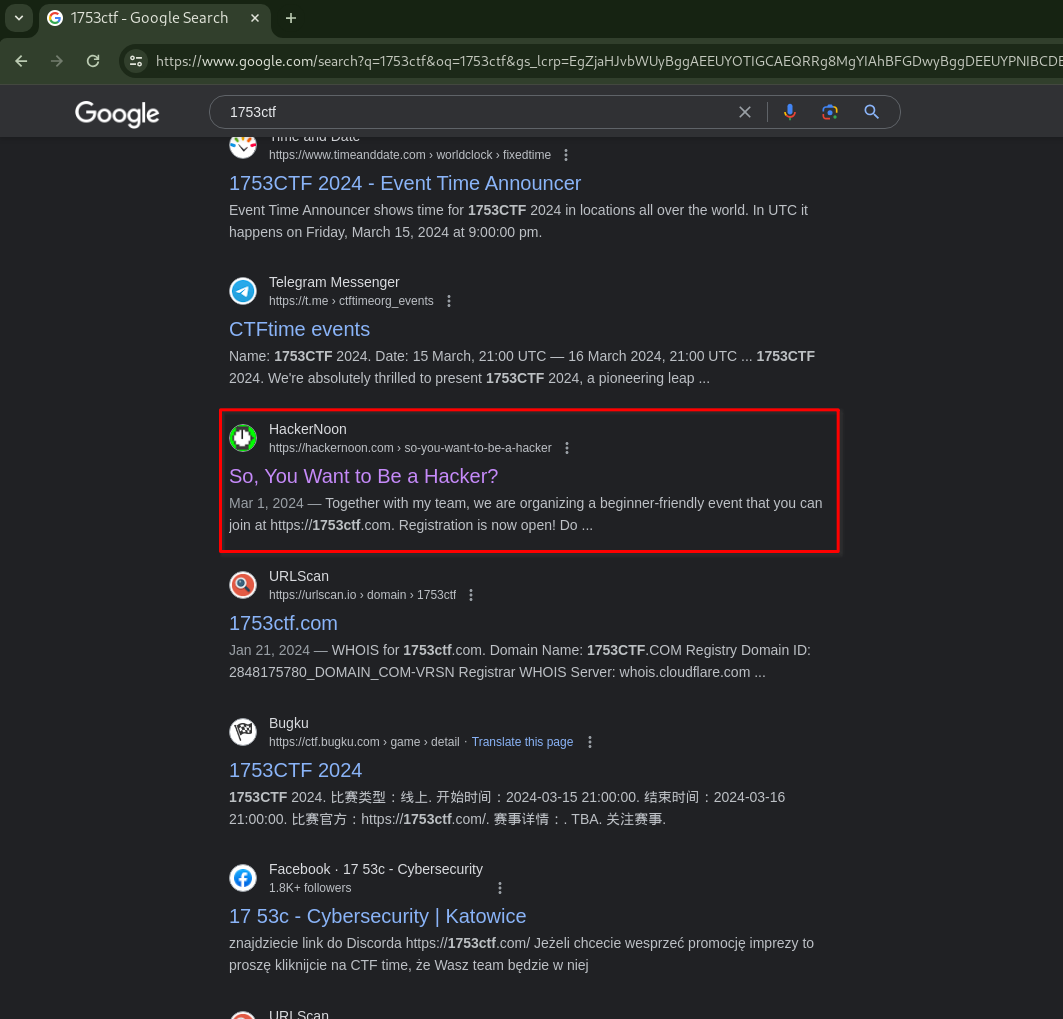 1753ctf - Google Search
https://www.google.com/search?q=1753ctf&oq=1753ctf&gs_lcrp=EgZjaHJvbWUyBggAEEUYOTIGCAEQRRg8MgYIAhBFGDwyBggDEEUYPNIBCDE
Google
1753ctf
Time and Date
https://www.timeanddate.com › worldclock › fixedtime
1753CTF 2024 - Event Time Announcer
Event Time Announcer shows time for 1753CTF 2024 in locations all over the world. In UTC it
happens on Friday, March 15, 2024 at 9:00:00 pm.
Telegram Messenger
https://t.me › ctftimeorg_events
CTFtime events
Name: 1753CTF 2024. Date: 15 March, 21:00 UTC — 16 March 2024, 21:00 UTC ... 1753CTF
2024. We're absolutely thrilled to present 1753CTF 2024, a pioneering leap ...
HackerNoon
https://hackernoon.com › so-you-want-to-be-a-hacker
So, You Want to Be a Hacker?
Mar 1, 2024 — Together with my team, we are organizing a beginner-friendly event that you can
join at https://1753ctf.com. Registration is now open! Do ...
URLScan
https://urlscan.io › domain › 1753ctf
1753ctf.com
Jan 21, 2024 — WHOIS for 1753ctf.com. Domain Name: 1753CTF.COM Registry Domain ID:
2848175780_DOMAIN_COM-VRSN Registrar WHOIS Server: whois.cloudflare.com ...
Bugku
https://ctf.bugku.com › game › detail · Translate this page
1753CTF 2024
1753CTF 2024. 比赛类型：线上. 开始时间：2024-03-15 21:00:00. 结束时间：2024-03-16
21:00:00. 比赛官方：https://1753ctf.com/. 赛事详情：. TBA. 关注赛事.
Facebook · 17 53c - Cybersecurity
1.8K+ followers
17 53c - Cybersecurity | Katowice
znajdziecie link do Discorda https://1753ctf.com/ Jeżeli chcecie wesprzeć promocję imprezy to
proszę kliknijcie na CTF time, że Wasz team będzie w niej
URLScan